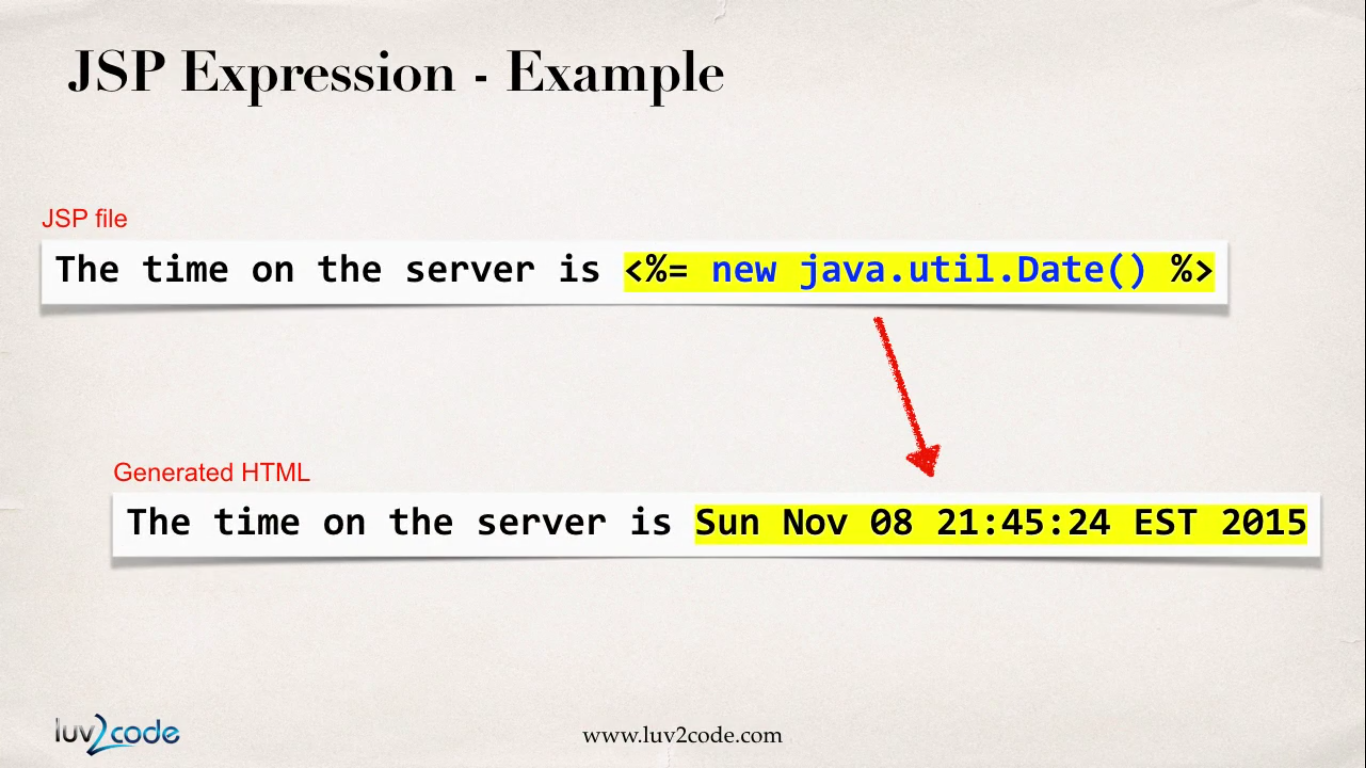 JSP Expression - Example
JSP file
The time on the server is <%= new java.util.Date() %>
Generated HTML
The time on the server is Sun Nov 08 21:45:24 EST 2015
luv2code
www.luv2code.com